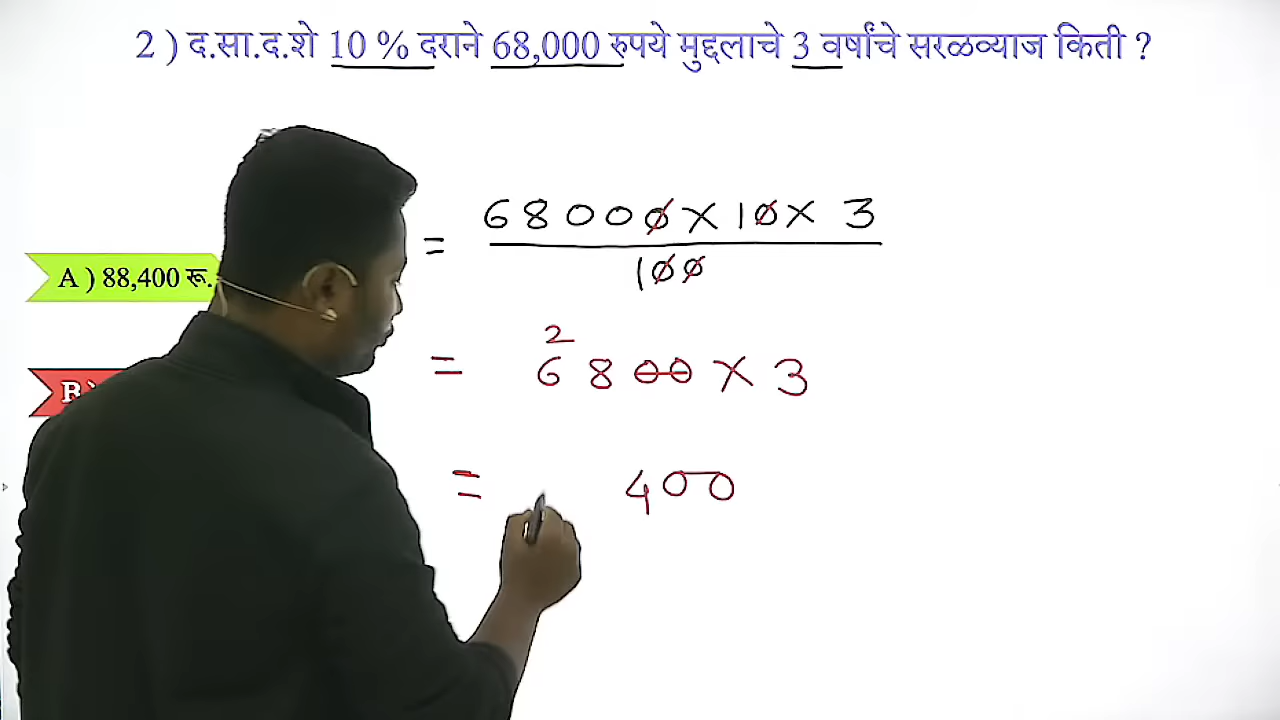 2 ) द.सा.द.शे 10 % दराने 68,000 रुपये मुद्दलाचे 3 वर्षांचे सरळव्याज किती ?
= 68000 X 10 X 3
100
A ) 88,400 रू.
2
= 6800 X 3
B)
= 400